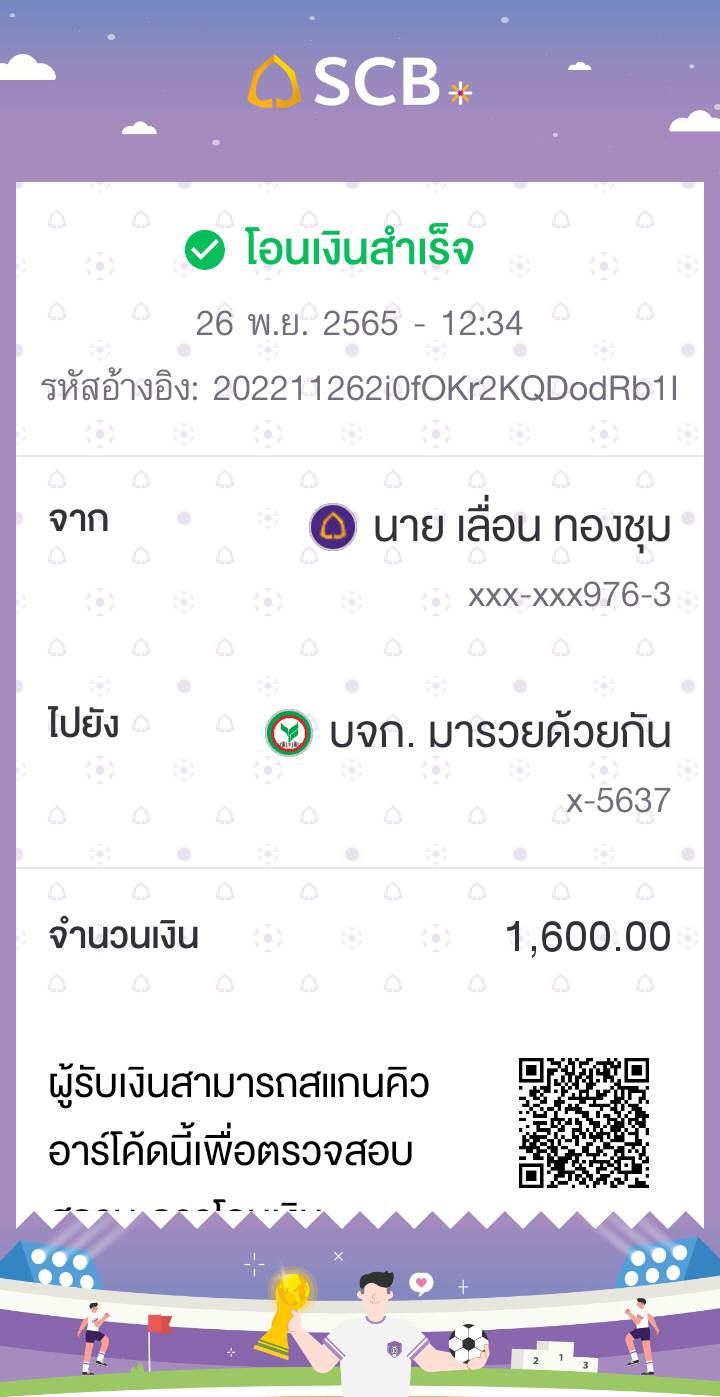 SCB
โอนเงินสำเร็จ
26 พ.ย. 2565 - 12:34
รหัสอ้างอิง: 202211262i0fOKr2KQDodRb1I
จาก
นาย เลื่อน ทองชุม
xxx-xxx976-3
ไปยัง
บจก. มารวยด้วยกัน
x-5637
จำนวนเงิน
1,600.00
ผู้รับเงินสามารถสแกนคิว
อาร์โค้ดนี้เพื่อตรวจสอบ
2 1 3